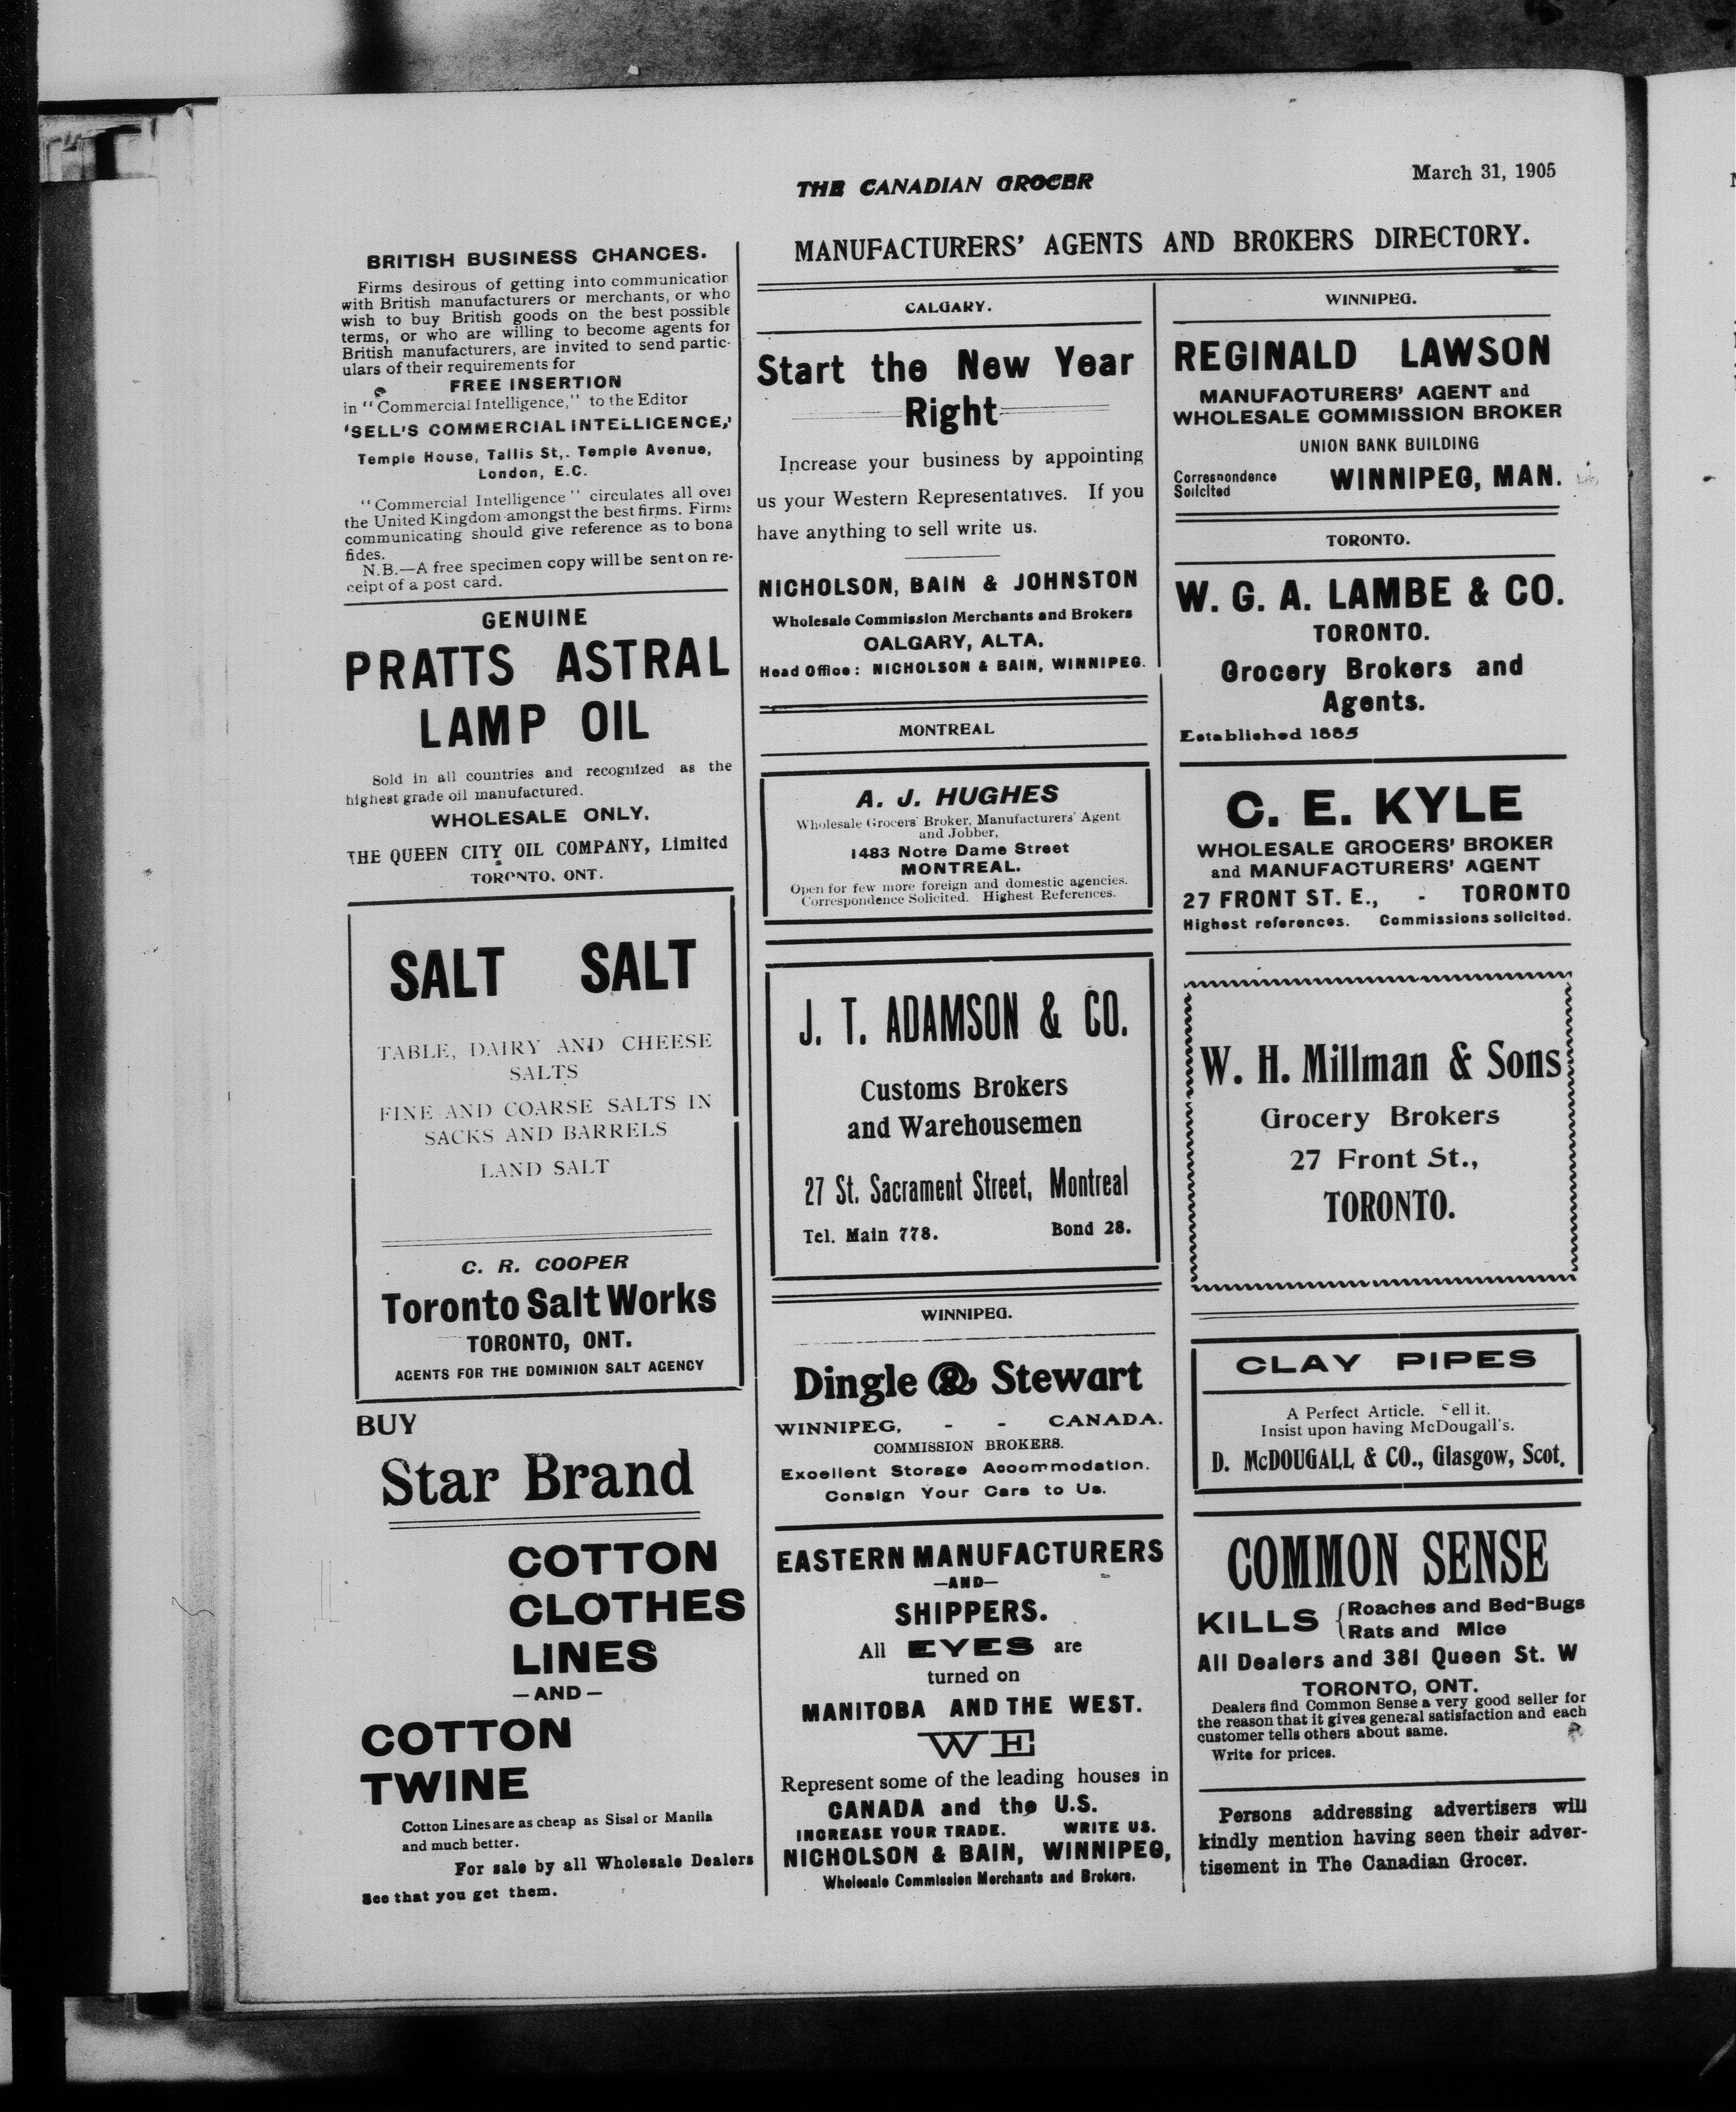 THE CANADIAN GROCER
March 31, 1905
BRITISH BUSINESS CHANCES.
Firms desirous of getting into communication
with British manufacturers or merchants, or who
wish to buy British goods on the best possible
terms, or who are willing to become agents for
British manufacturers, are invited to send partic-
ulars of their requirements for
FREE INSERTION
in "Commercial Intelligence," to the Editor
'SELL'S COMMERCIAL INTELLIGENCE,'
Temple House, Tallis St,. Temple Avenue,
London, E.C.
"Commercial Intelligence" circulates all over
the United Kingdom amongst the best firms. Firms
communicating should give reference as to bona
fides.
N.B.—A free specimen copy will be sent on re-
ceipt of a post card.
GENUINE
PRATTS ASTRAL
LAMP OIL
Sold in all countries and recognized as the
highest grade oil manufactured.
WHOLESALE ONLY.
THE QUEEN CITY OIL COMPANY, Limited
TORONTO, ONT.
SALT SALT
TABLE, DAIRY AND CHEESE
SALTS
FINE AND COARSE SALTS IN
SACKS AND BARRELS
LAND SALT
C. R. COOPER
Toronto Salt Works
TORONTO, ONT.
AGENTS FOR THE DOMINION SALT AGENCY
BUY
Star Brand
COTTON
CLOTHES
LINES
—AND—
COTTON
TWINE
Cotton Lines are as cheap as Sisal or Manila
and much better.
For sale by all Wholesale Dealers
See that you get them.
MANUFACTURERS' AGENTS AND BROKERS DIRECTORY.
CALGARY.
Start the New Year
Right
Increase your business by appointing
us your Western Representatives. If you
have anything to sell write us.
NICHOLSON, BAIN & JOHNSTON
Wholesale Commission Merchants and Brokers
CALGARY, ALTA.
Head Office: NICHOLSON & BAIN, WINNIPEG.
MONTREAL
A. J. HUGHES
Wholesale Grocers' Broker, Manufacturers' Agent
and Jobber,
1483 Notre Dame Street
MONTREAL.
Open for few more foreign and domestic agencies.
Correspondence Solicited. Highest References.
J. T. ADAMSON & CO.
Customs Brokers
and Warehousemen
27 St. Sacrament Street, Montreal
Tel. Main 778. Bond 28.
WINNIPEG.
Dingle & Stewart
WINNIPEG, - - CANADA.
COMMISSION BROKERS.
Excellent Storage Accommodation.
Consign Your Cars to Us.
EASTERN MANUFACTURERS
—AND—
SHIPPERS.
All EYES are
turned on
MANITOBA AND THE WEST.
WE
Represent some of the leading houses in
CANADA and the U.S.
INCREASE YOUR TRADE. WRITE US.
NICHOLSON & BAIN, WINNIPEG,
Wholesale Commission Merchants and Brokers.
WINNIPEG.
REGINALD LAWSON
MANUFACTURERS' AGENT and
WHOLESALE COMMISSION BROKER
UNION BANK BUILDING
Correspondence
Solicited WINNIPEG, MAN.
TORONTO.
W. G. A. LAMBE & CO.
TORONTO.
Grocery Brokers and
Agents.
Established 1885
C. E. KYLE
WHOLESALE GROCERS' BROKER
and MANUFACTURERS' AGENT
27 FRONT ST. E., - TORONTO
Highest references. Commissions solicited.
W. H. Millman & Sons
Grocery Brokers
27 Front St.,
TORONTO.
CLAY PIPES
A Perfect Article. Sell it.
Insist upon having McDougall's.
D. McDOUGALL & CO., Glasgow, Scot.
COMMON SENSE
KILLS { Roaches and Bed-Bugs
Rats and Mice
All Dealers and 381 Queen St. W
TORONTO, ONT.
Dealers find Common Sense a very good seller for
the reason that it gives general satisfaction and each
customer tells others about same.
Write for prices.
Persons addressing advertisers will
kindly mention having seen their adver-
tisement in The Canadian Grocer.